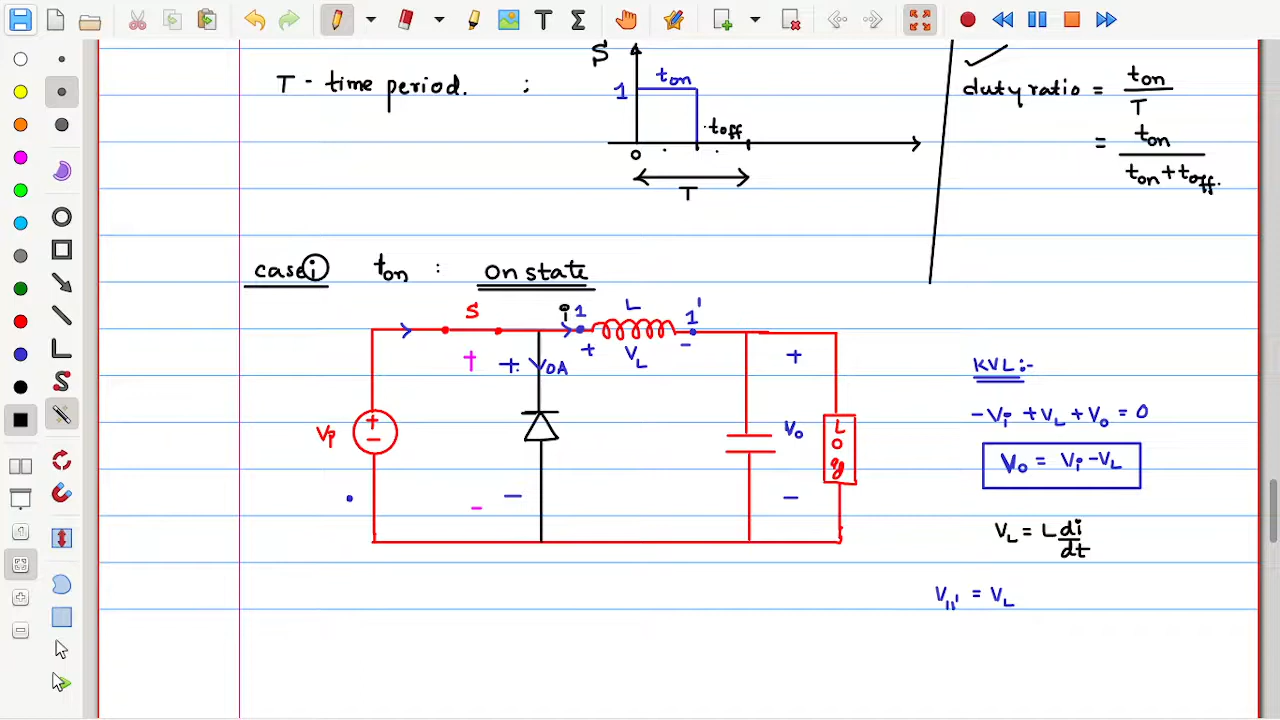 S
T - time period. :
1
ton
toff
0
T
duty ratio = ton / T
= ton / ton + toff.
case i ton : On state
S
i 1 L 1'
+ VL -
+ + VDA
+
Vi
+
-
Vo
LOad
- -
-
KVL:-
-Vi + VL + Vo = 0
Vo = Vi - VL
VL = L di/dt
V11' = VL